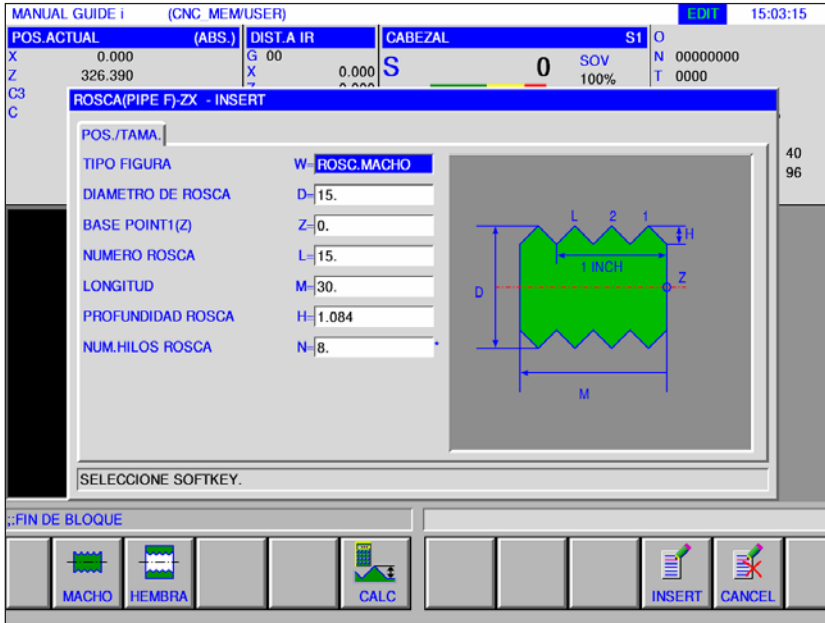 MANUAL GUIDE i (CNC_MEM/USER) EDIT 15:03:15
POS.ACTUAL (ABS.) DIST.A IR CABEZAL S1 O
X 0.000 G 00 S 0 SOV 100% N 00000000
Z 326.390 X 0.000 T 0000
C3
C
40
96
ROSCA(PIPE F)-ZX - INSERT
POS./TAMA.
TIPO FIGURA W= ROSC.MACHO
DIAMETRO DE ROSCA D= 15.
BASE POINT1(Z) Z= 0.
NUMERO ROSCA L= 15.
LONGITUD M= 30.
PROFUNDIDAD ROSCA H= 1.084
NUM.HILOS ROSCA N= 8.
L 2 1
H
1 INCH
Z
D
M
SELECCIONE SOFTKEY.
;:FIN DE BLOQUE
MACHO HEMBRA CALC INSERT CANCEL